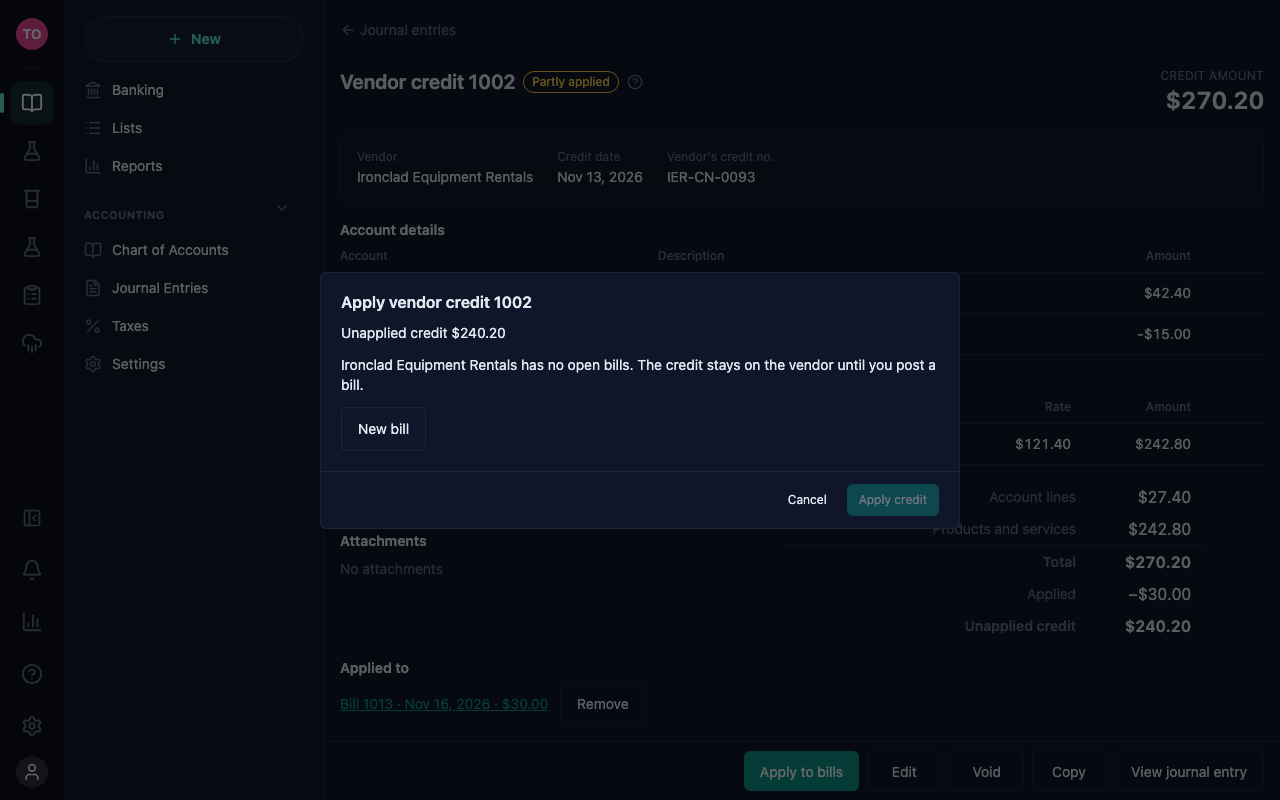 TO
+ New
Banking
Lists
Reports
ACCOUNTING
Chart of Accounts
Journal Entries
Taxes
Settings
← Journal entries
Vendor credit 1002
Partly applied
?
CREDIT AMOUNT
$270.20
Vendor
Credit date
Vendor's credit no.
Ironclad Equipment Rentals
Nov 13, 2026
IER-CN-0093
Account details
Account
Description
Amount
$42.40
-$15.00
Rate
Amount
$121.40
$242.80
Apply vendor credit 1002
Unapplied credit $240.20
Ironclad Equipment Rentals has no open bills. The credit stays on the vendor until you post a
bill.
New bill
Cancel
Apply credit
Account lines
$27.40
Products and services
$242.80
Total
$270.20
Applied
–$30.00
Unapplied credit
$240.20
Attachments
No attachments
Applied to
Bill 1013 · Nov 16, 2026 · $30.00
Remove
Apply to bills
Edit
Void
Copy
View journal entry